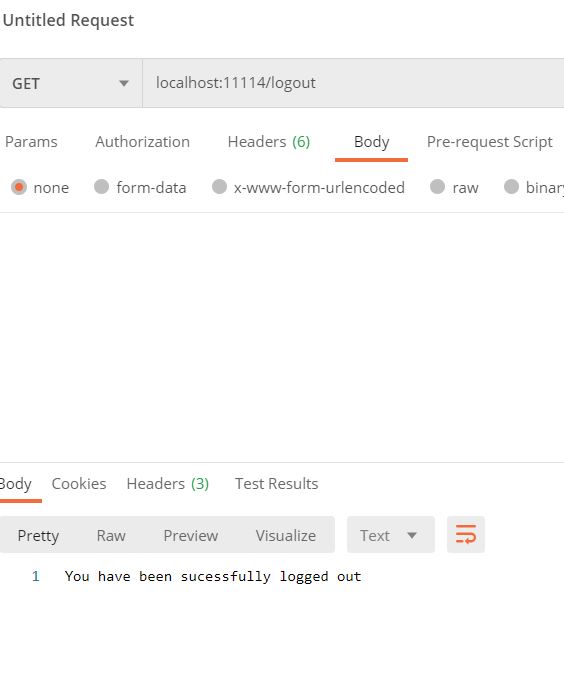 Untitled Request
GET localhost:11114/logout
Params Authorization Headers (6) Body Pre-request Script
none form-data x-www-form-urlencoded raw binary
Body Cookies Headers (3) Test Results
Pretty Raw Preview Visualize Text
1 You have been sucessfully logged out